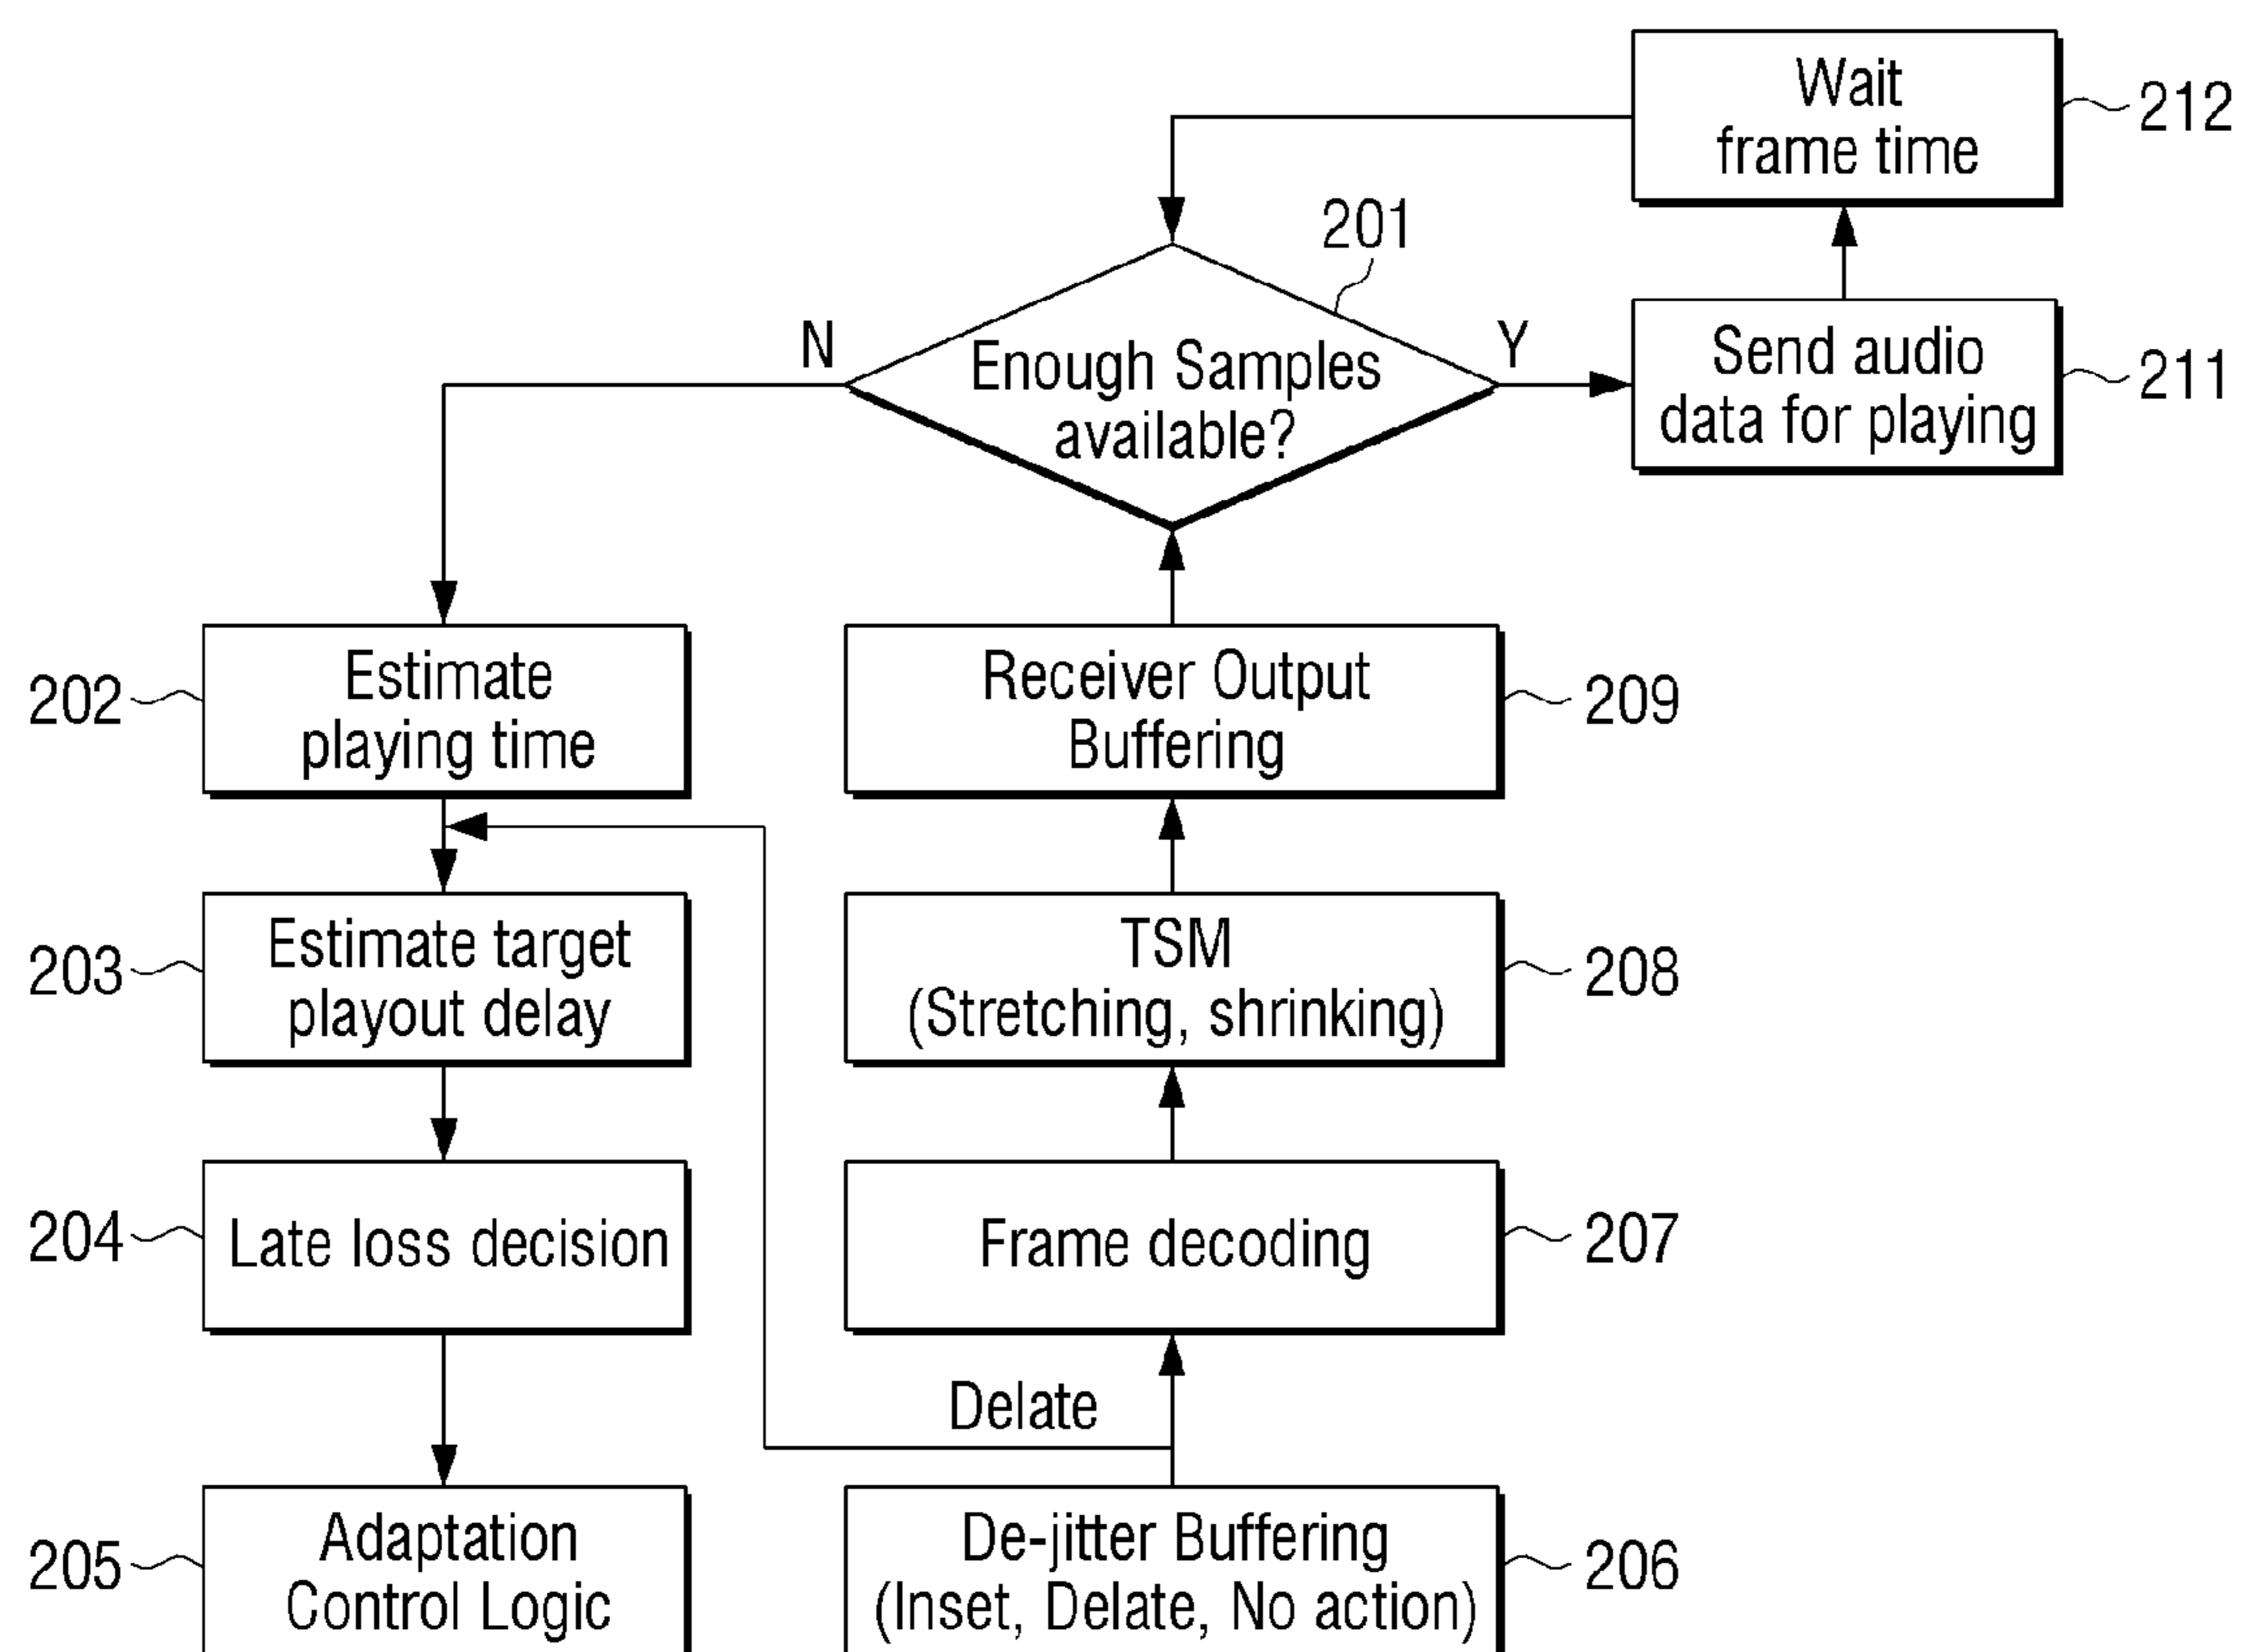 Wait
frame time
212
201
N
Enough Samples
available?
Y
Send audio
data for playing
211
202
Estimate
playing time
Receiver Output
Buffering
209
203
Estimate target
playout delay
TSM
(Stretching, shrinking)
208
204
Late loss decision
Frame decoding
207
Delate
205
Adaptation
Control Logic
De-jitter Buffering
(Inset, Delate, No action)
206